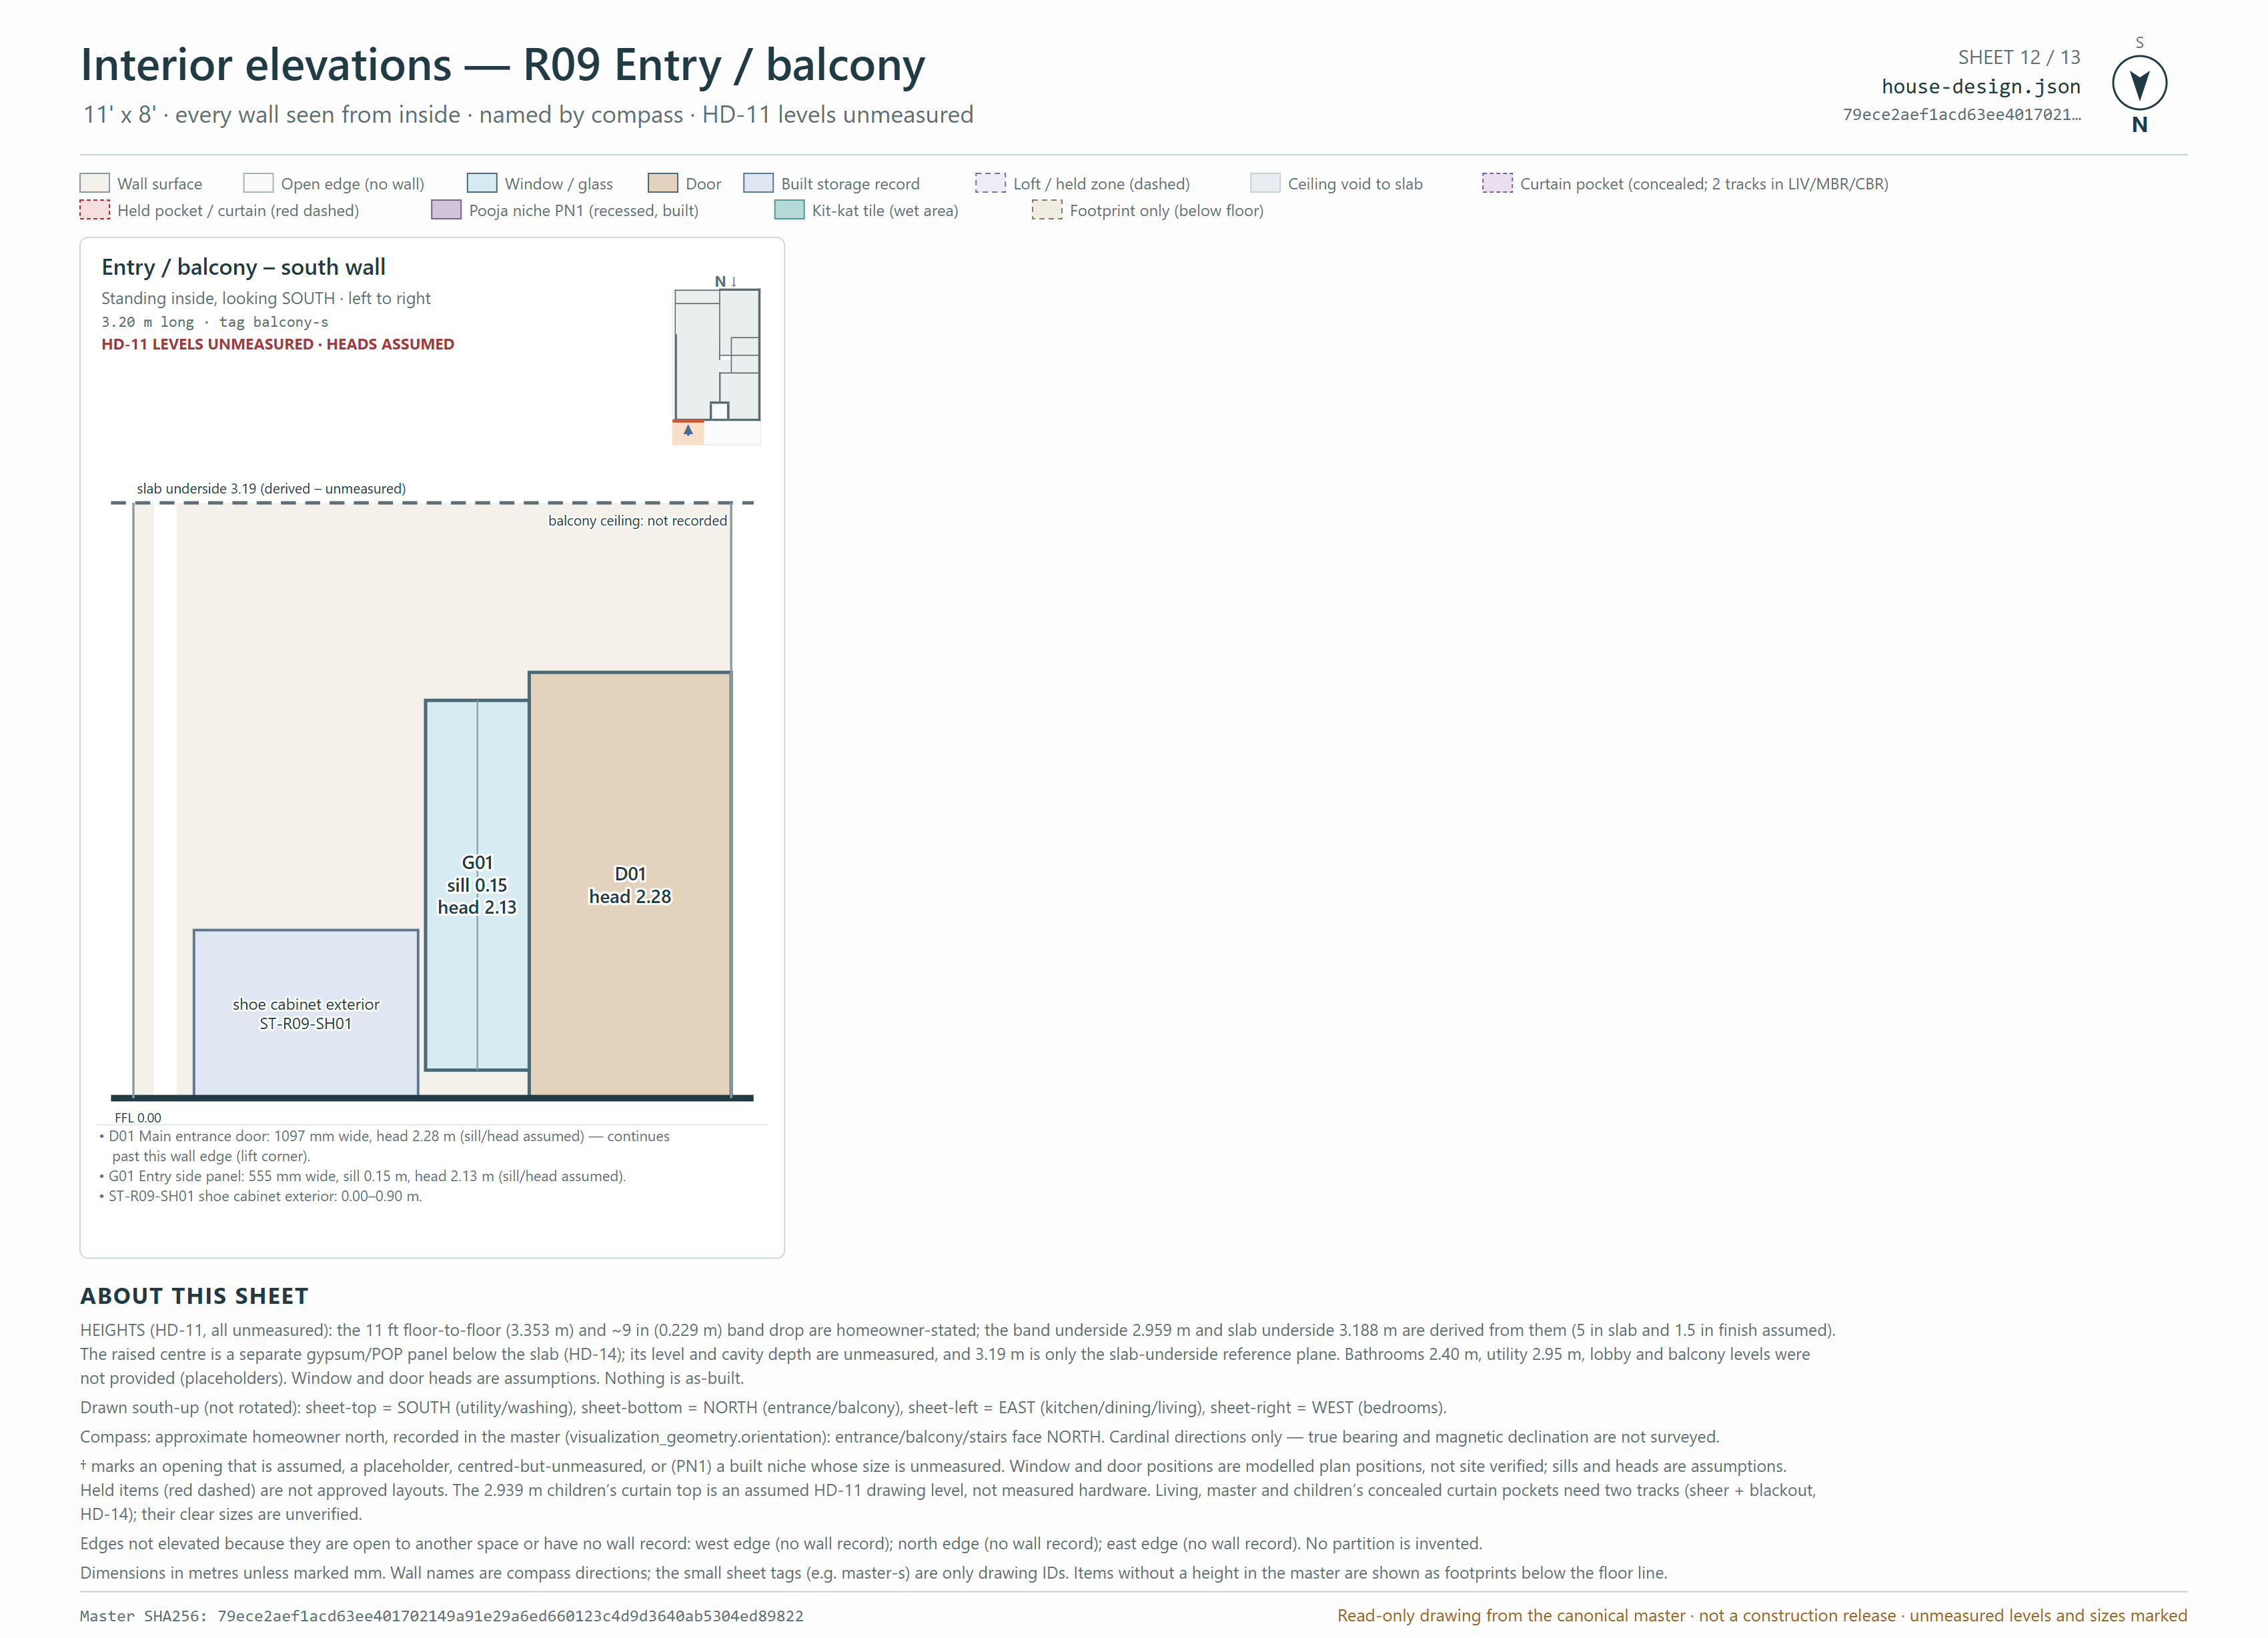 Interior elevations — R09 Entry / balcony
11' x 8' · every wall seen from inside · named by compass · HD-11 levels unmeasured
SHEET 12 / 13
house-design.json
79ece2aef1acd63ee4017021…
S
N
Wall surface
Open edge (no wall)
Window / glass
Door
Built storage record
Loft / held zone (dashed)
Ceiling void to slab
Curtain pocket (concealed; 2 tracks in LIV/MBR/CBR)
Held pocket / curtain (red dashed)
Pooja niche PN1 (recessed, built)
Kit-kat tile (wet area)
Footprint only (below floor)
Entry / balcony – south wall
Standing inside, looking SOUTH · left to right
3.20 m long · tag balcony-s
HD-11 LEVELS UNMEASURED · HEADS ASSUMED
N ↓
slab underside 3.19 (derived – unmeasured)
balcony ceiling: not recorded
G01
sill 0.15
head 2.13
D01
head 2.28
shoe cabinet exterior
ST-R09-SH01
FFL 0.00
• D01 Main entrance door: 1097 mm wide, head 2.28 m (sill/head assumed) — continues
past this wall edge (lift corner).
• G01 Entry side panel: 555 mm wide, sill 0.15 m, head 2.13 m (sill/head assumed).
• ST-R09-SH01 shoe cabinet exterior: 0.00–0.90 m.
ABOUT THIS SHEET
HEIGHTS (HD-11, all unmeasured): the 11 ft floor-to-floor (3.353 m) and ~9 in (0.229 m) band drop are homeowner-stated; the band underside 2.959 m and slab underside 3.188 m are derived from them (5 in slab and 1.5 in finish assumed).
The raised centre is a separate gypsum/POP panel below the slab (HD-14); its level and cavity depth are unmeasured, and 3.19 m is only the slab-underside reference plane. Bathrooms 2.40 m, utility 2.95 m, lobby and balcony levels were
not provided (placeholders). Window and door heads are assumptions. Nothing is as-built.
Drawn south-up (not rotated): sheet-top = SOUTH (utility/washing), sheet-bottom = NORTH (entrance/balcony), sheet-left = EAST (kitchen/dining/living), sheet-right = WEST (bedrooms).
Compass: approximate homeowner north, recorded in the master (visualization_geometry.orientation): entrance/balcony/stairs face NORTH. Cardinal directions only — true bearing and magnetic declination are not surveyed.
† marks an opening that is assumed, a placeholder, centred-but-unmeasured, or (PN1) a built niche whose size is unmeasured. Window and door positions are modelled plan positions, not site verified; sills and heads are assumptions.
Held items (red dashed) are not approved layouts. The 2.939 m children’s curtain top is an assumed HD-11 drawing level, not measured hardware. Living, master and children’s concealed curtain pockets need two tracks (sheer + blackout,
HD-14); their clear sizes are unverified.
Edges not elevated because they are open to another space or have no wall record: west edge (no wall record); north edge (no wall record); east edge (no wall record). No partition is invented.
Dimensions in metres unless marked mm. Wall names are compass directions; the small sheet tags (e.g. master-s) are only drawing IDs. Items without a height in the master are shown as footprints below the floor line.
Master SHA256: 79ece2aef1acd63ee401702149a91e29a6ed660123c4d9d3640ab5304ed89822
Read-only drawing from the canonical master · not a construction release · unmeasured levels and sizes marked